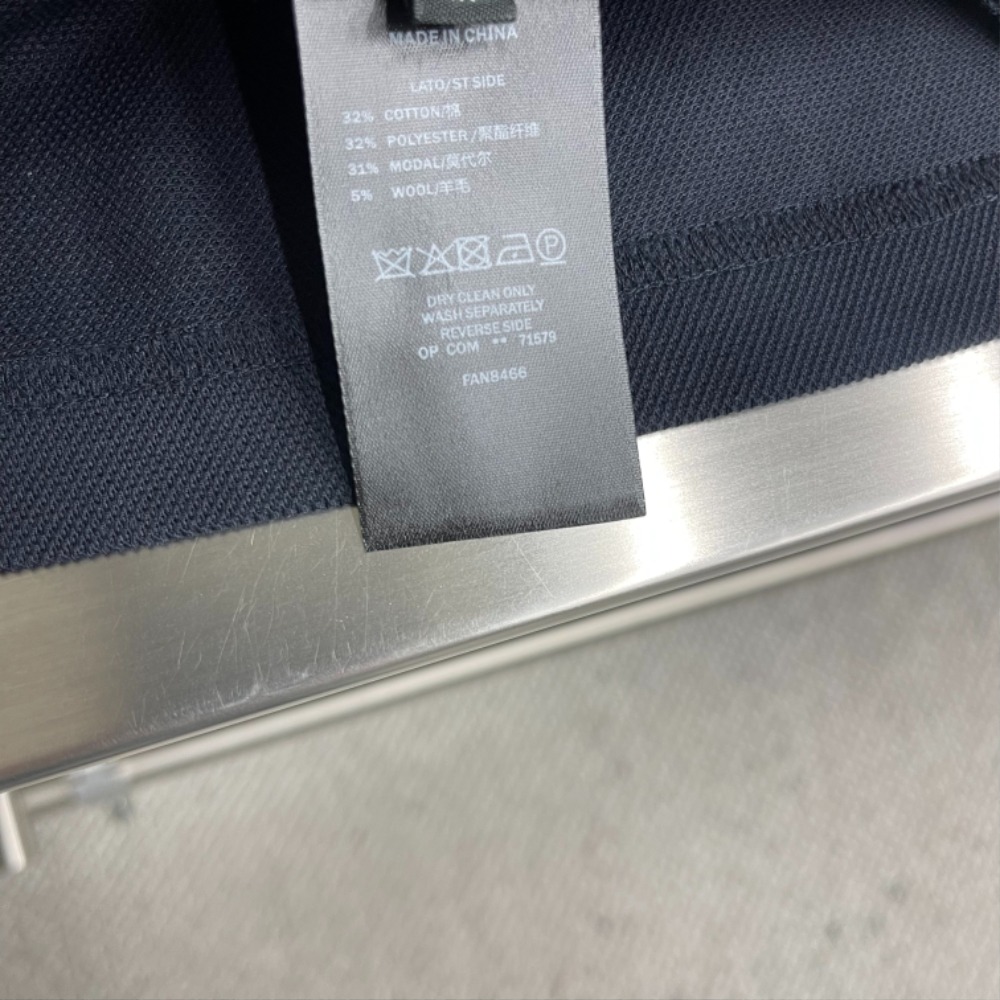 MADE IN CHINA
LATO/ST SIDE
32% COTTON/棉
32% POLYESTER/聚酯纤维
31% MODAL/莫代尔
5% WOOL/羊毛
DRY CLEAN ONLY
WASH SEPARATELY
REVERSE SIDE
OP COM ** 71579
FAN8466